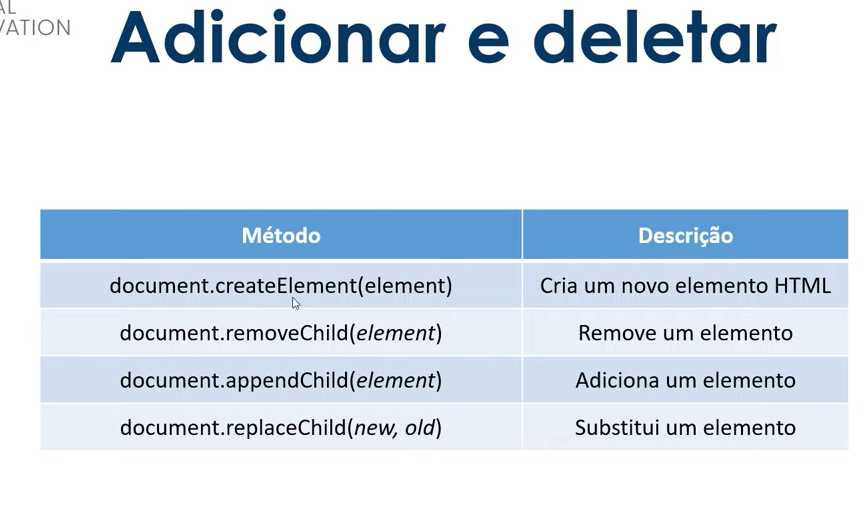 AL
VATION
Adicionar e deletar
Método Descrição
document.createElement(element) Cria um novo elemento HTML
document.removeChild(element) Remove um elemento
document.appendChild(element) Adiciona um elemento
document.replaceChild(new, old) Substitui um elemento